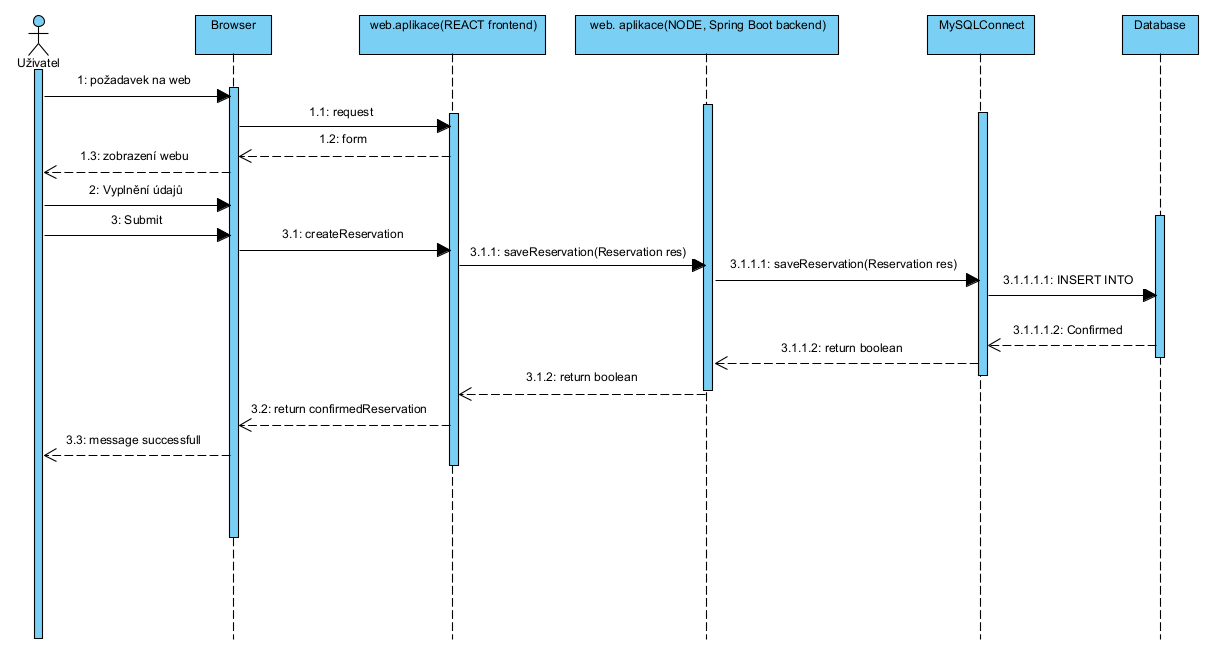 Browser
web.aplikace(REACT frontend)
web. aplikace(NODE, Spring Boot backend)
MySQLConnect
Database
Uživatel
1: požadavek na web
1.1: request
1.2: form
1.3: zobrazení webu
2: Vyplnění údajů
3: Submit
3.1: createReservation
3.1.1: saveReservation(Reservation res)
3.1.1.1: saveReservation(Reservation res)
3.1.1.1.1: INSERT INTO
3.1.1.1.2: Confirmed
3.1.1.2: return boolean
3.1.2: return boolean
3.2: return confirmedReservation
3.3: message successfull